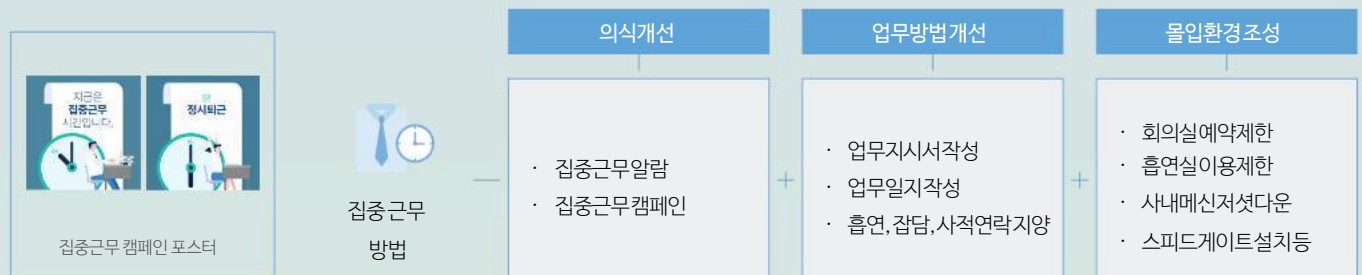 지금은
집중근무
시간입니다.
정시퇴근
집중근무 캠페인 포스터
집중 근무
방법
의식개선
· 집중근무알람
· 집중근무캠페인
업무방법개선
· 업무지시서작성
· 업무일지작성
· 흡연,잡담,사적연락지양
몰입환경조성
· 회의실예약제한
· 흡연실이용제한
· 사내메신저셧다운
· 스피드게이트설치등